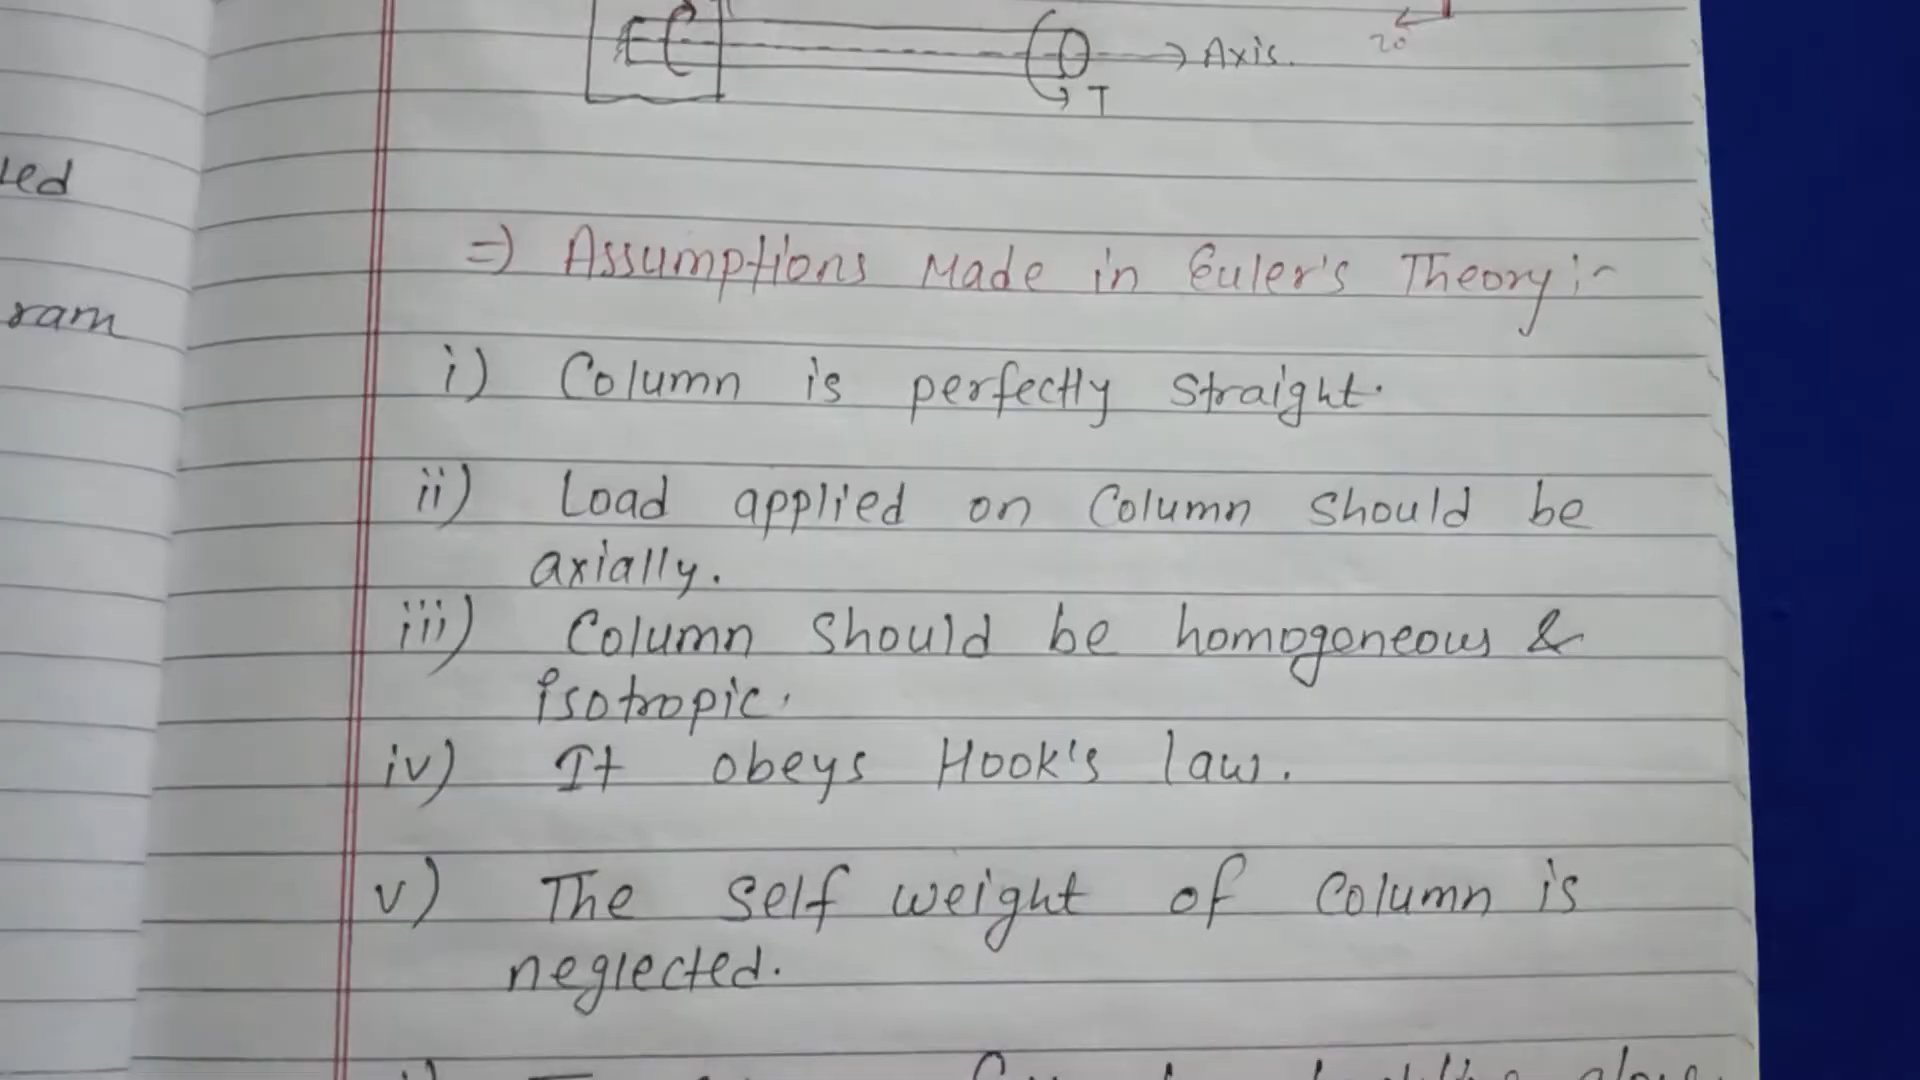 → Axis.
20
T
led
⇒ Assumptions Made in Euler's Theory :-
ram
i) Column is perfectly straight.
ii) Load applied on Column should be
axially.
iii) Column should be homogeneous &
isotropic.
iv) It obeys Hook's law.
v) The self weight of Column is
neglected.